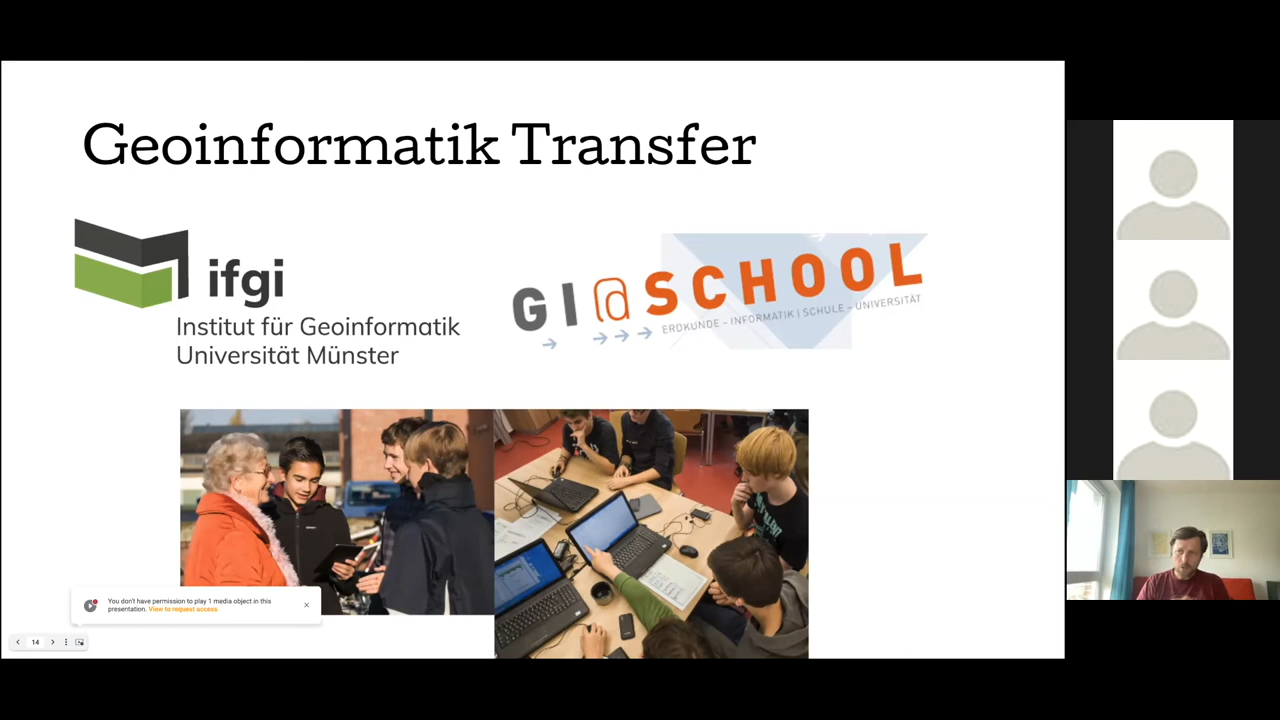 Geoinformatik Transfer
ifgi
Institut für Geoinformatik
Universität Münster
GI@SCHOOL
ERDKUNDE – INFORMATIK | SCHULE – UNIVERSITÄT
You don't have permission to play 1 media object in this
presentation. View to request access
14